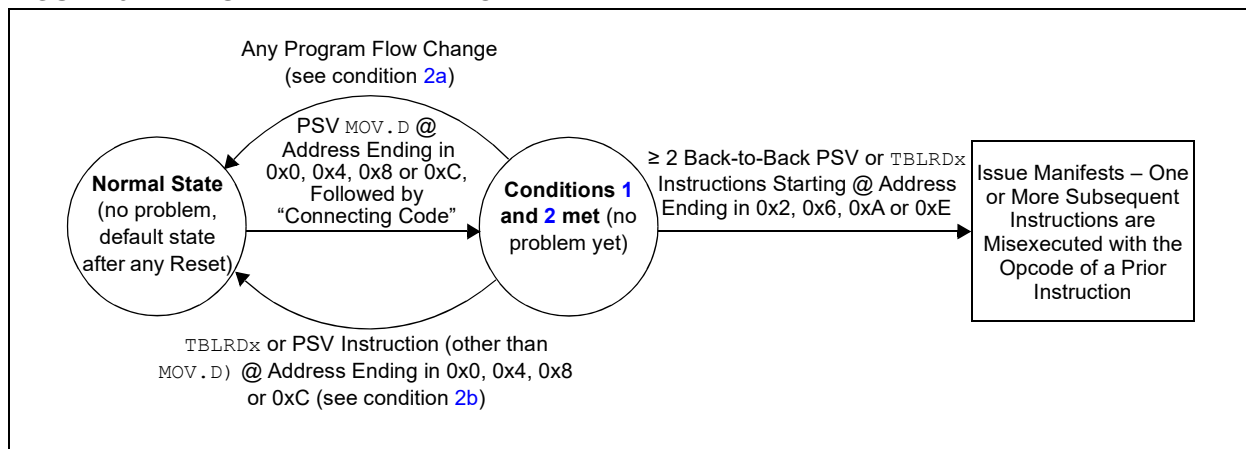 Any Program Flow Change
(see condition 2a)
PSV MOV.D @
Address Ending in
0x0, 0x4, 0x8 or 0xC,
Followed by
“Connecting Code”
Normal State
(no problem,
default state
after any Reset)
Conditions 1
and 2 met (no
problem yet)
≥ 2 Back-to-Back PSV or TBLRDx
Instructions Starting @ Address
Ending in 0x2, 0x6, 0xA or 0xE
Issue Manifests – One
or More Subsequent
Instructions are
Misexecuted with the
Opcode of a Prior
Instruction
TBLRDx or PSV Instruction (other than
MOV.D) @ Address Ending in 0x0, 0x4, 0x8
or 0xC (see condition 2b)